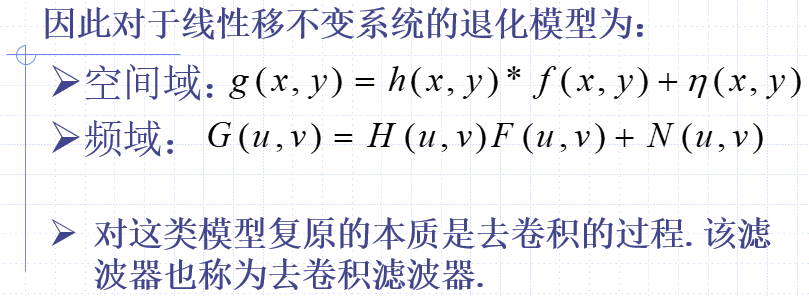 因此对于线性移不变系统的退化模型为：
➢空间域：g(x, y) = h(x, y) * f(x, y) + η(x, y)
➢频域： G(u,v) = H(u,v)F(u,v) + N(u,v)
➢ 对这类模型复原的本质是去卷积的过程. 该滤
波器也称为去卷积滤波器.